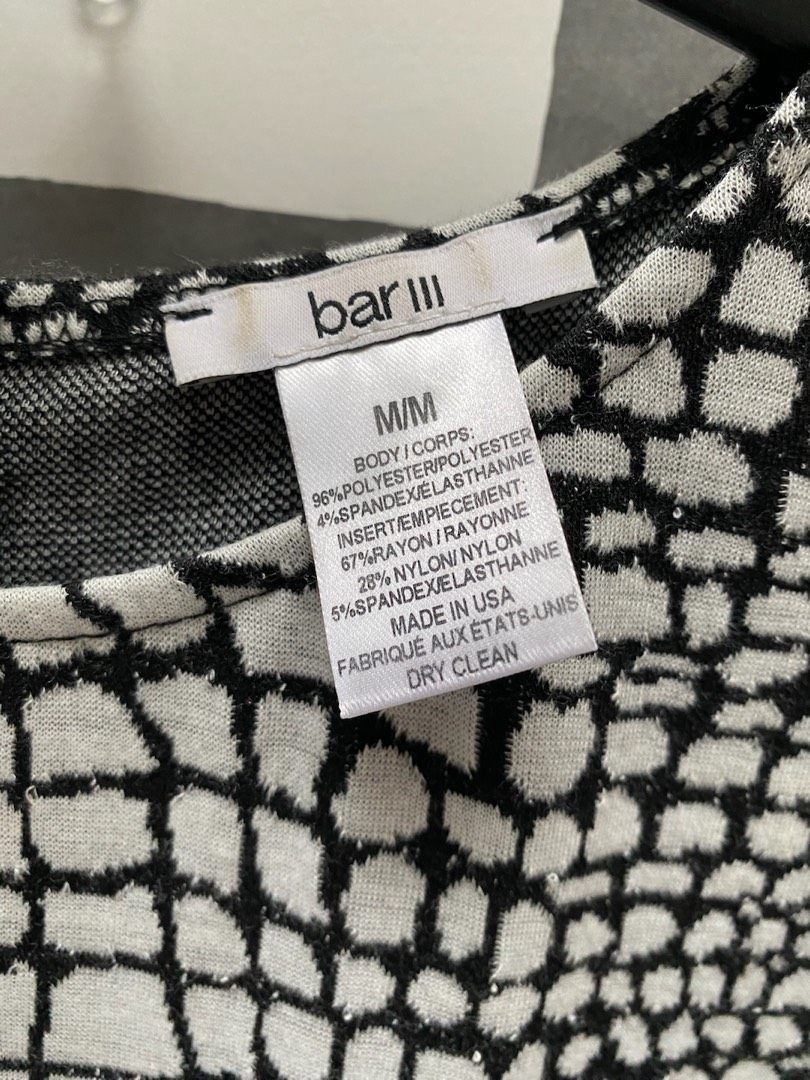 bar III
M/M
BODY / CORPS:
96%POLYESTER/POLYESTER
4%SPANDEX/ÉLASTHANNE
INSERT/EMPIECEMENT:
67%RAYON / RAYONNE
28% NYLON/ NYLON
5%SPANDEX/ELASTHANNE
MADE IN USA
FABRIQUÉ AUX ÉTATS-UNIS
DRY CLEAN